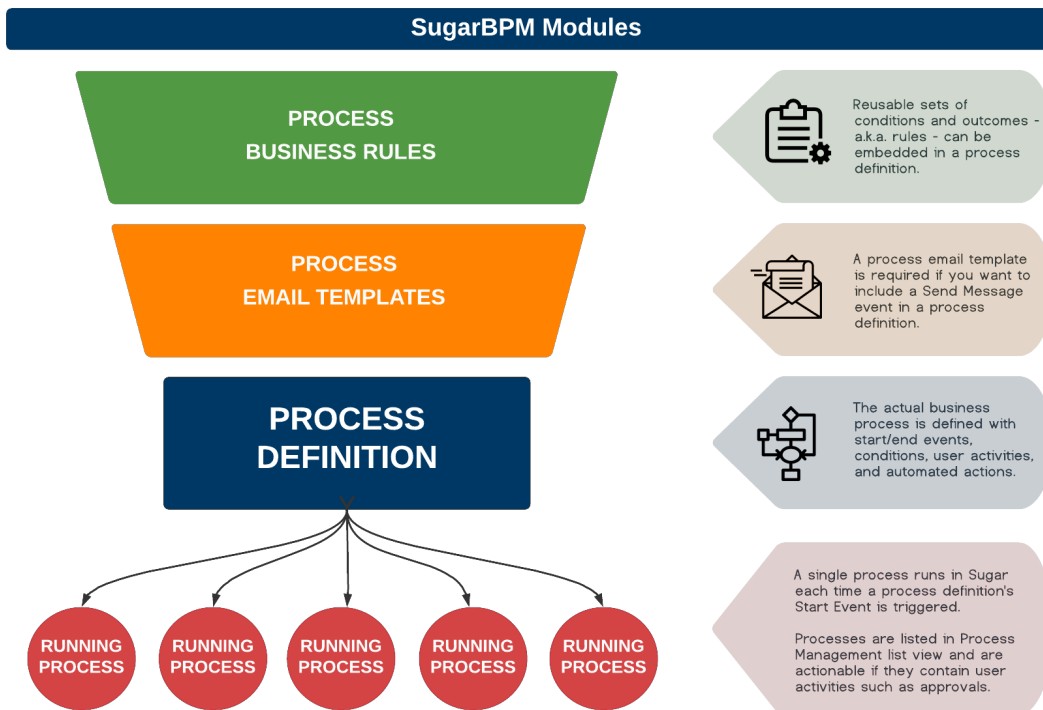 SugarBPM Modules
PROCESS
BUSINESS RULES
Reusable sets of
conditions and outcomes -
a.k.a. rules - can be
embedded in a process
definition.
PROCESS
EMAIL TEMPLATES
A process email template
is required if you want to
include a Send Message
event in a process
definition.
PROCESS
DEFINITION
The actual business
process is defined with
start/end events,
conditions, user activities,
and automated actions.
RUNNING
PROCESS
RUNNING
PROCESS
RUNNING
PROCESS
RUNNING
PROCESS
RUNNING
PROCESS
A single process runs in Sugar
each time a process definition's
Start Event is triggered.
Processes are listed in Process
Management list view and are
actionable if they contain user
activities such as approvals.